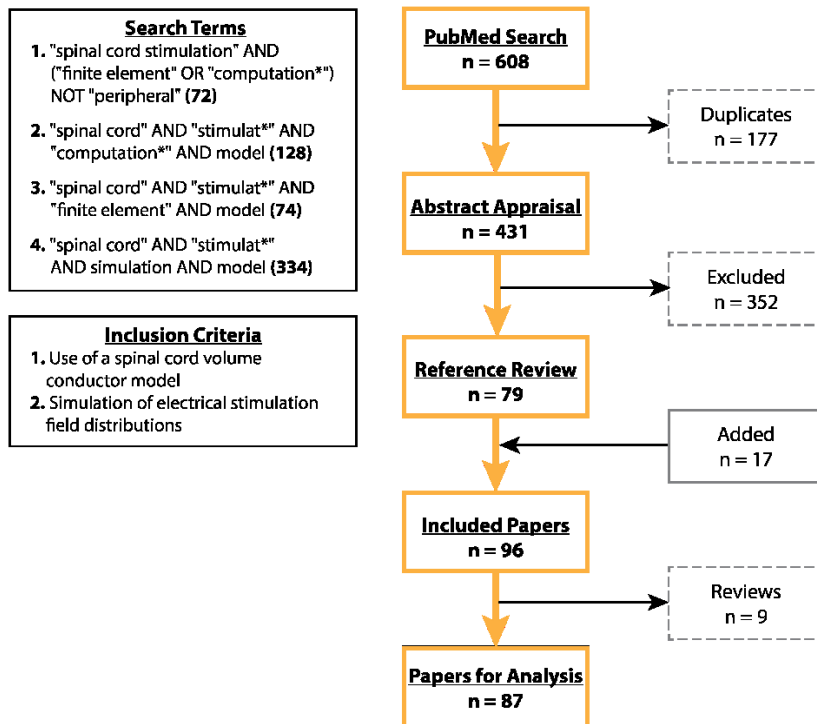 Search Terms
1. "spinal cord stimulation" AND
("finite element" OR "computation*")
NOT "peripheral" (72)
2. "spinal cord" AND "stimulat*" AND
"computation*" AND model (128)
3. "spinal cord" AND "stimulat*" AND
"finite element" AND model (74)
4. "spinal cord" AND "stimulat*"
AND simulation AND model (334)
Inclusion Criteria
1. Use of a spinal cord volume
conductor model
2. Simulation of electrical stimulation
field distributions
PubMed Search
n = 608
Duplicates
n = 177
Abstract Appraisal
n = 431
Excluded
n = 352
Reference Review
n = 79
Added
n = 17
Included Papers
n = 96
Reviews
n = 9
Papers for Analysis
n = 87